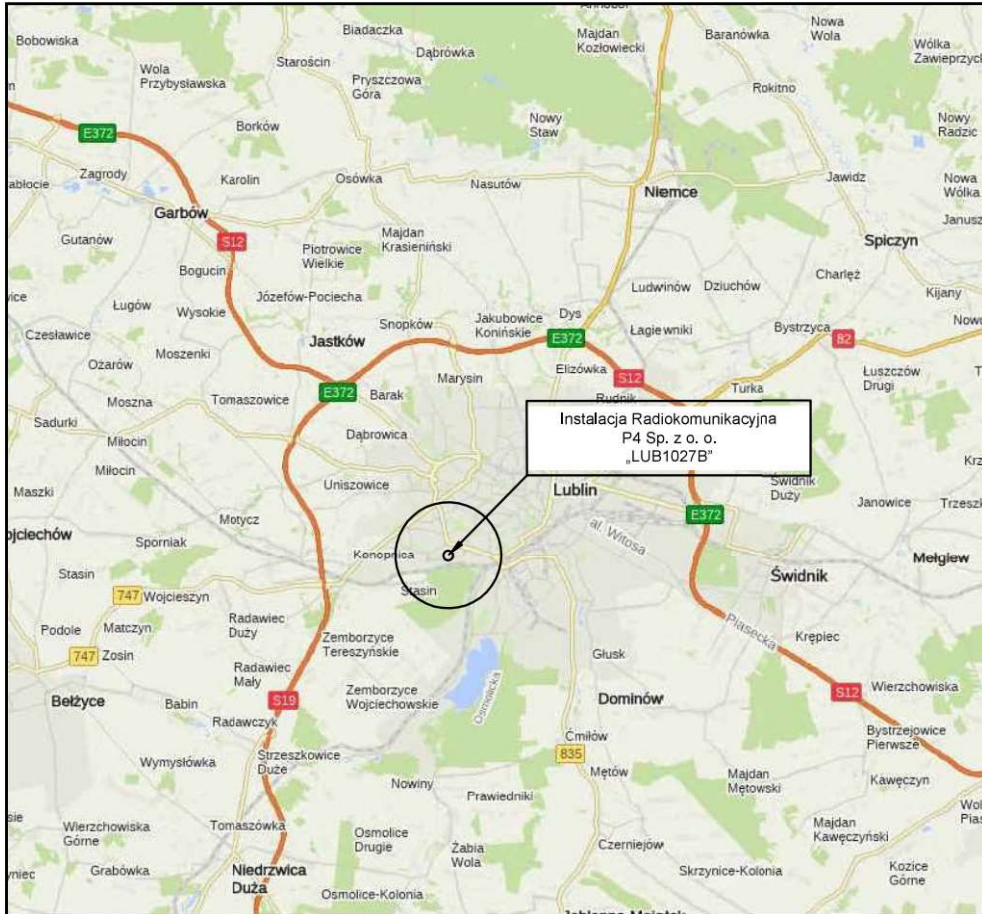 Bobowiska
Biadaczka
Dąbrówka
Majdan
Kozłowiecki
Baranówka
Nowa
Wola
Wólka
Zawieprzyc
Wola
Przybysławska
Starościn
Pryszczowa
Góra
Rokitno
E372
Borków
Nowy
Staw
Nowy
Radzic
Zagrody
Karolin
Osówka
Nasutów
Niemce
Jawidz
Nowa
Wólka
Garbów
Gutanów
S12
Piotrowice
Wielkie
Majdan
Krasieniński
Spiczyn
Bogucin
Charlęż
Ługów
Wysokie
Józefów-Pociecha
Ludwinów
Dziuchów
Kijany
Czesławice
Snopków
Jakubowice
Konińskie
Dys
Łagiewniki
Bystrzyca
82
Jastków
E372
Ożarów
Moszenki
Elizówka
S12
Łuszczów
Drugi
Moszna
Tomaszowice
E372
Barak
Marysin
Rudnik
Turka
Sadurki
Miłocin
Dąbrowica
Instalacja Radiokomunikacyjna
P4 Sp. z o. o.
„LUB1027B”
Miłocin
Maszki
Uniszowice
Lublin
Świdnik
Duży
Janowice
Motycz
al. Witosa
E372
Sporniak
Konopnica
Mełgiew
Stasin
Stasin
Świdnik
747
Wojcieszyn
Radawiec
Duży
Piasecka
Krępiec
Podole
Matczyn
Zemborzyce
Tereszyńskie
747
Zosin
Radawiec
Mały
Głusk
Bełżyce
Babin
S19
Zemborzyce
Wojciechowskie
Osmolicka
Dominów
S12
Wierzchowiska
Radawczyk
Ćmiłów
Bystrzejowice
Pierwsze
Wymysłówka
Strzeszkowice
Duże
835
Nowiny
Mętów
Majdan
Mętowski
Kawęczyn
Prawiedniki
Wierzchowiska
Górne
Tomaszówka
Osmolice
Drugie
Żabia
Wola
Czerniejów
Majdan
Kawęczyński
Grabówka
Niedrzwica
Duża
Skrzynice-Kolonia
Kozice
Górne
Osmolice-Kolonia